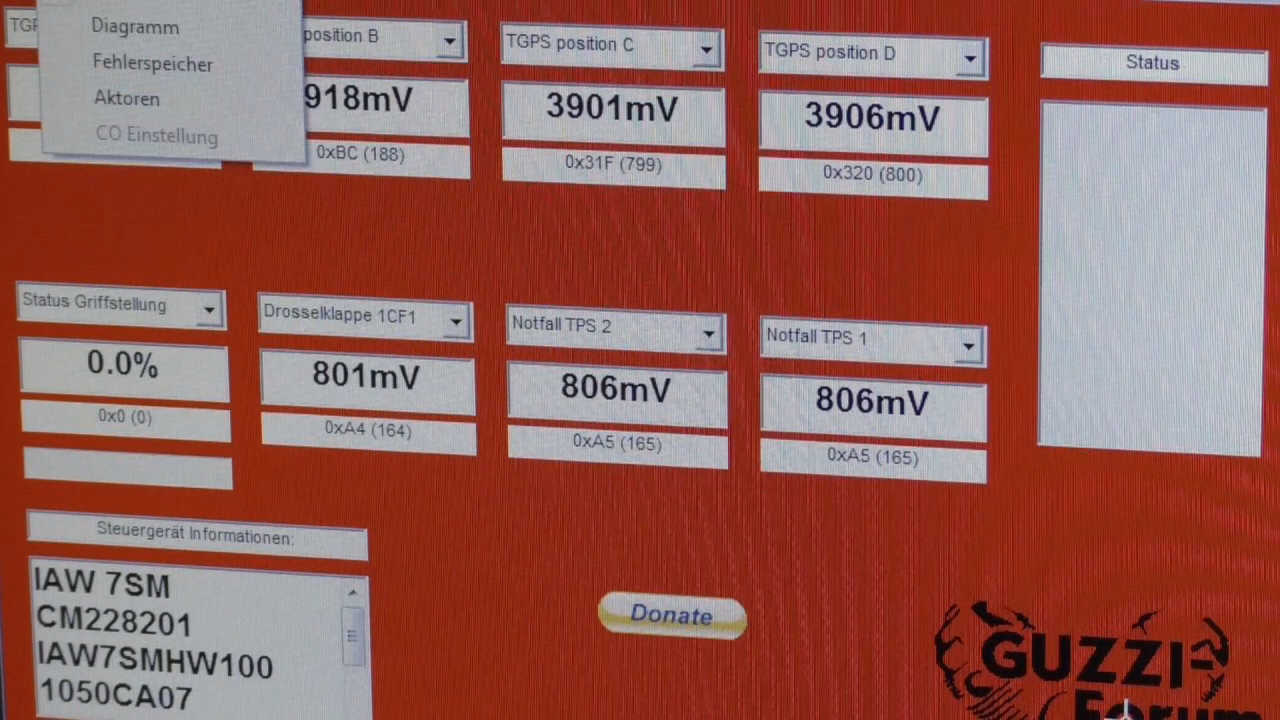 Diagramm
Fehlerspeicher
Aktoren
CO Einstellung
TGP
position B
918mV
0xBC (188)
TGPS position C
3901mV
0x31F (799)
TGPS position D
3906mV
0x320 (800)
Status
Status Griffstellung
0.0%
0x0 (0)
Drosselklappe 1CF1
801mV
0xA4 (164)
Notfall TPS 2
806mV
0xA5 (165)
Notfall TPS 1
806mV
0xA5 (165)
Steuergerät Informationen:
IAW 7SM
CM228201
IAW7SMHW100
1050CA07
Donate
GUZZI
Forum